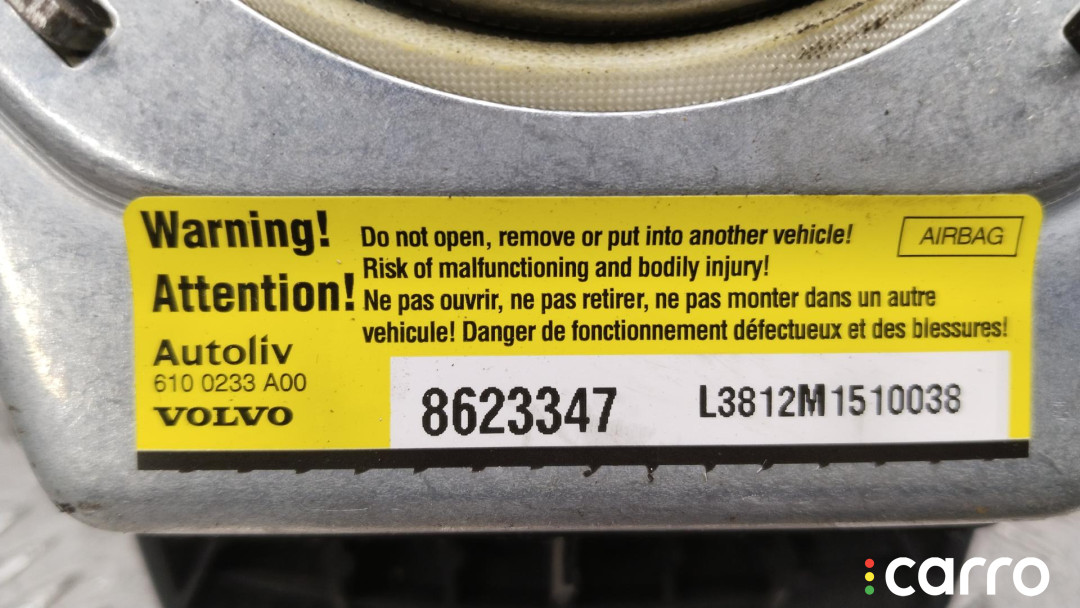 Warning!
Do not open, remove or put into another vehicle!
AIRBAG
Risk of malfunctioning and bodily injury!
Attention!
Ne pas ouvrir, ne pas retirer, ne pas monter dans un autre
vehicule! Danger de fonctionnement défectueux et des blessures!
Autoliv
610 0233 A00
VOLVO
8623347
L3812M1510038
carro